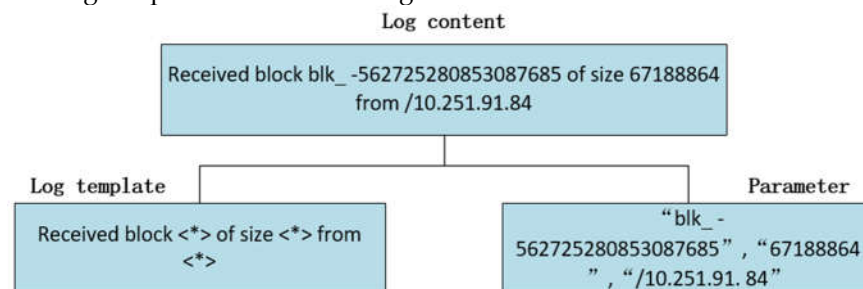 Log content
Received block blk_ -562725280853087685 of size 67188864
from /10.251.91.84
Log template
Parameter
Received block <*> of size <*> from
<*>
“blk_ -
562725280853087685” , “67188864
” , “/10.251.91. 84”